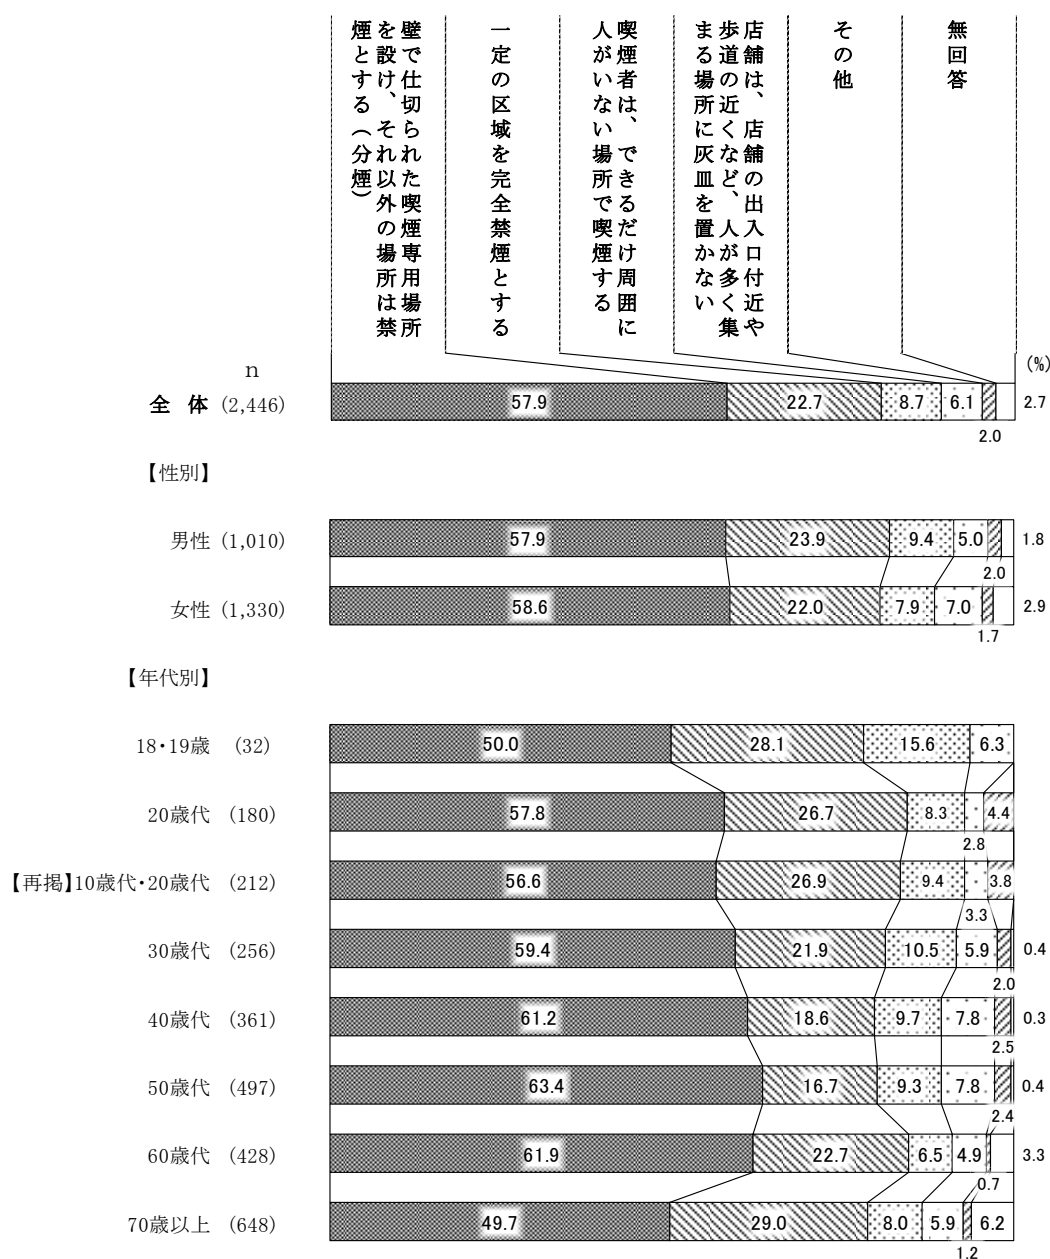 壁で仕切られた喫煙専用場所
を設け、それ以外の場所は禁
煙とする（分煙）
一定の区域を完全禁煙とする
喫煙者は、できるだけ周囲に
人がいない場所で喫煙する
店舗は、店舗の出入口付近や
歩道の近くなど、人が多く集
まる場所に灰皿を置かない
その他
無回答
n
(%)
全 体 (2,446) 57.9 22.7 8.7 6.1 2.7
2.0
【性別】
男性 (1,010) 57.9 23.9 9.4 5.0 1.8
2.0
女性 (1,330) 58.6 22.0 7.9 7.0 2.9
1.7
【年代別】
18・19歳 (32) 50.0 28.1 15.6 6.3
20歳代 (180) 57.8 26.7 8.3 4.4
2.8
【再掲】10歳代・20歳代 (212) 56.6 26.9 9.4 3.8
3.3
30歳代 (256) 59.4 21.9 10.5 5.9 0.4
2.0
40歳代 (361) 61.2 18.6 9.7 7.8 0.3
2.5
50歳代 (497) 63.4 16.7 9.3 7.8 0.4
2.4
60歳代 (428) 61.9 22.7 6.5 4.9 3.3
0.7
70歳以上 (648) 49.7 29.0 8.0 5.9 6.2
1.2